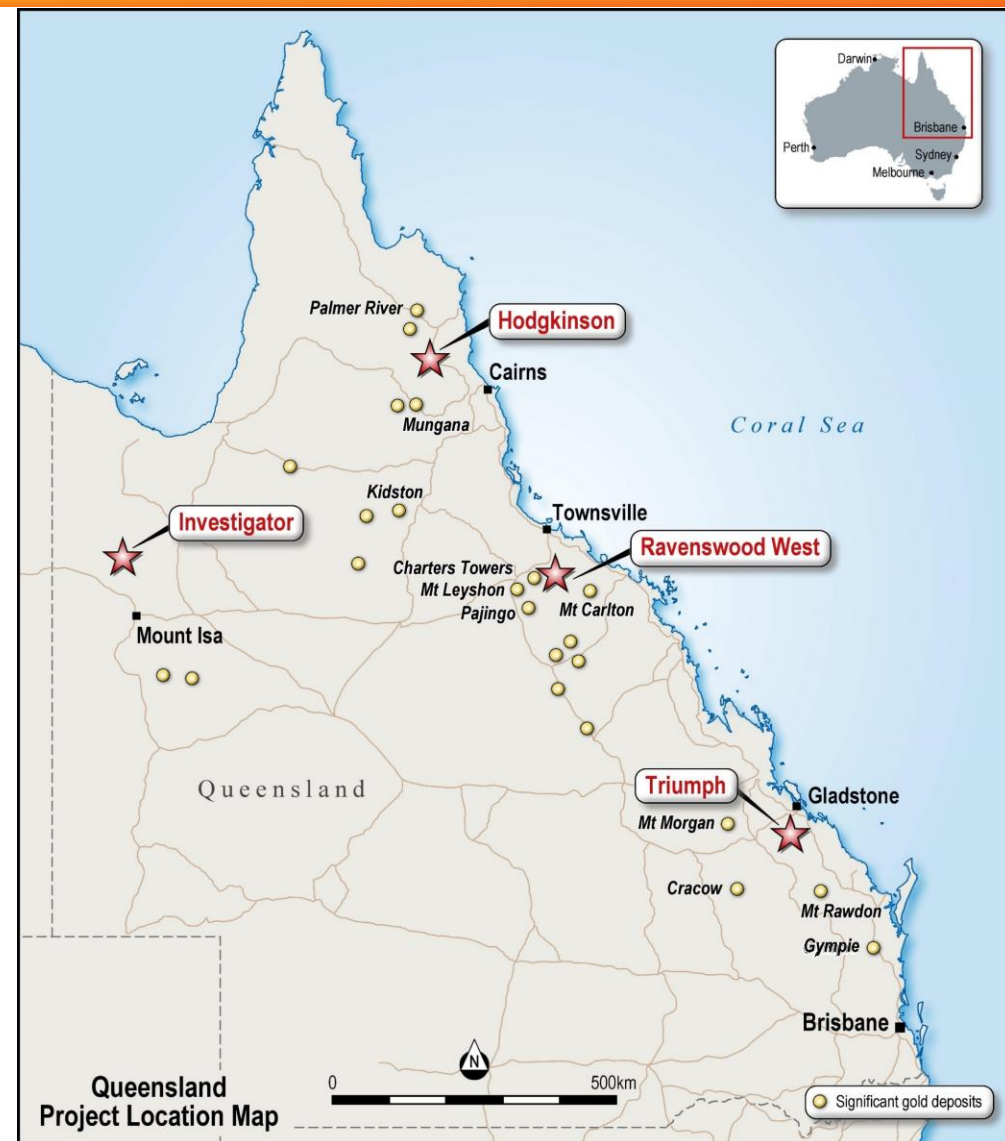 Darwin
Brisbane
Perth
Sydney
Melbourne
Palmer River
Hodgkinson
Cairns
Mungana
Coral Sea
Kidston
Investigator
Townsville
Ravenswood West
Charters Towers
Mt Leyshon
Mt Carlton
Pajingo
Mount Isa
Queensland
Triumph
Gladstone
Mt Morgan
Cracow
Mt Rawdon
Gympie
Brisbane
N
0 500km
Queensland
Project Location Map
Significant gold deposits